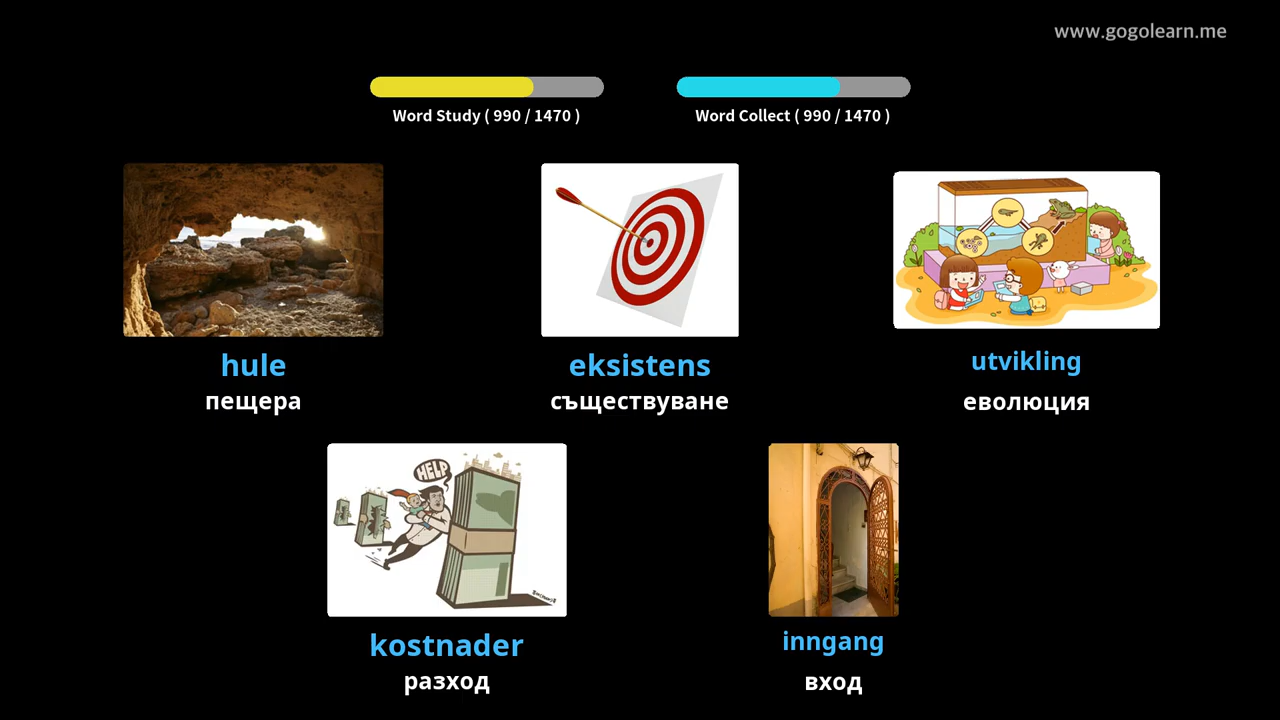 www.gogolearn.me
Word Study ( 990 / 1470 )
Word Collect ( 990 / 1470 )
hule
пещера
eksistens
съществуване
utvikling
еволюция
HELP
kostnader
разход
inngang
вход